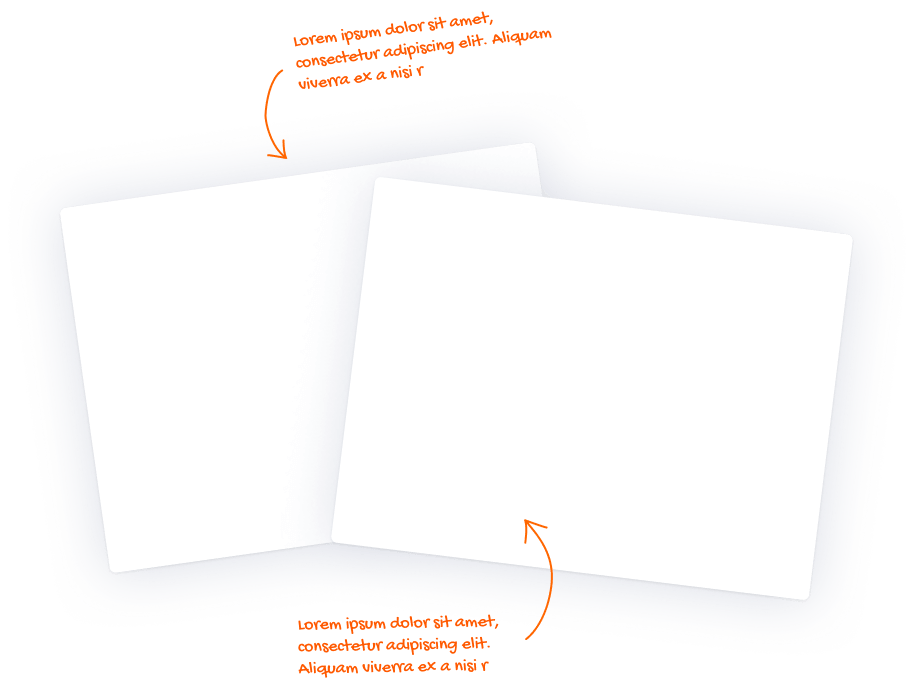 Lorem ipsum dolor sit amet,
consectetur adipiscing elit. Aliquam
viverra ex a nisi r
Lorem ipsum dolor sit amet,
consectetur adipiscing elit.
Aliquam viverra ex a nisi r